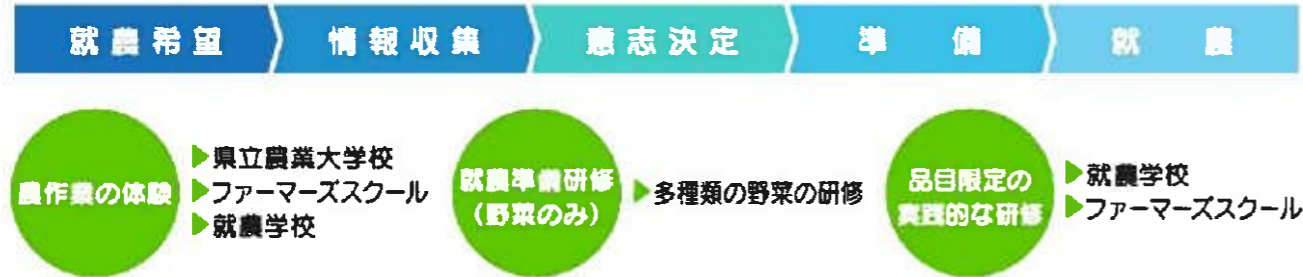 就農希望
情報収集
意志決定
準備
就農
農作業の体験
▶県立農業大学校
▶ファーマーズスクール
▶就農学校
就農準備研修
(野菜のみ)
▶多種類の野菜の研修
品目限定の
実践的な研修
▶就農学校
▶ファーマーズスクール